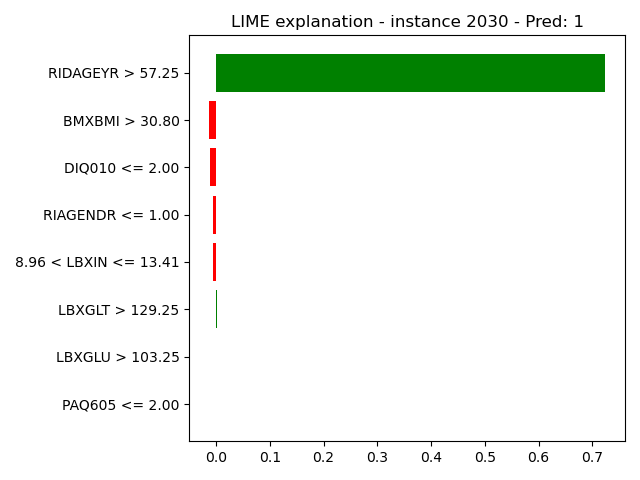 LIME explanation - instance 2030 - Pred: 1
RIDAGEYR > 57.25
BMXBMI > 30.80
DIQ010 <= 2.00
RIAGENDR <= 1.00
8.96 < LBXIN <= 13.41
LBXGLT > 129.25
LBXGLU > 103.25
PAQ605 <= 2.00
0.0 0.1 0.2 0.3 0.4 0.5 0.6 0.7